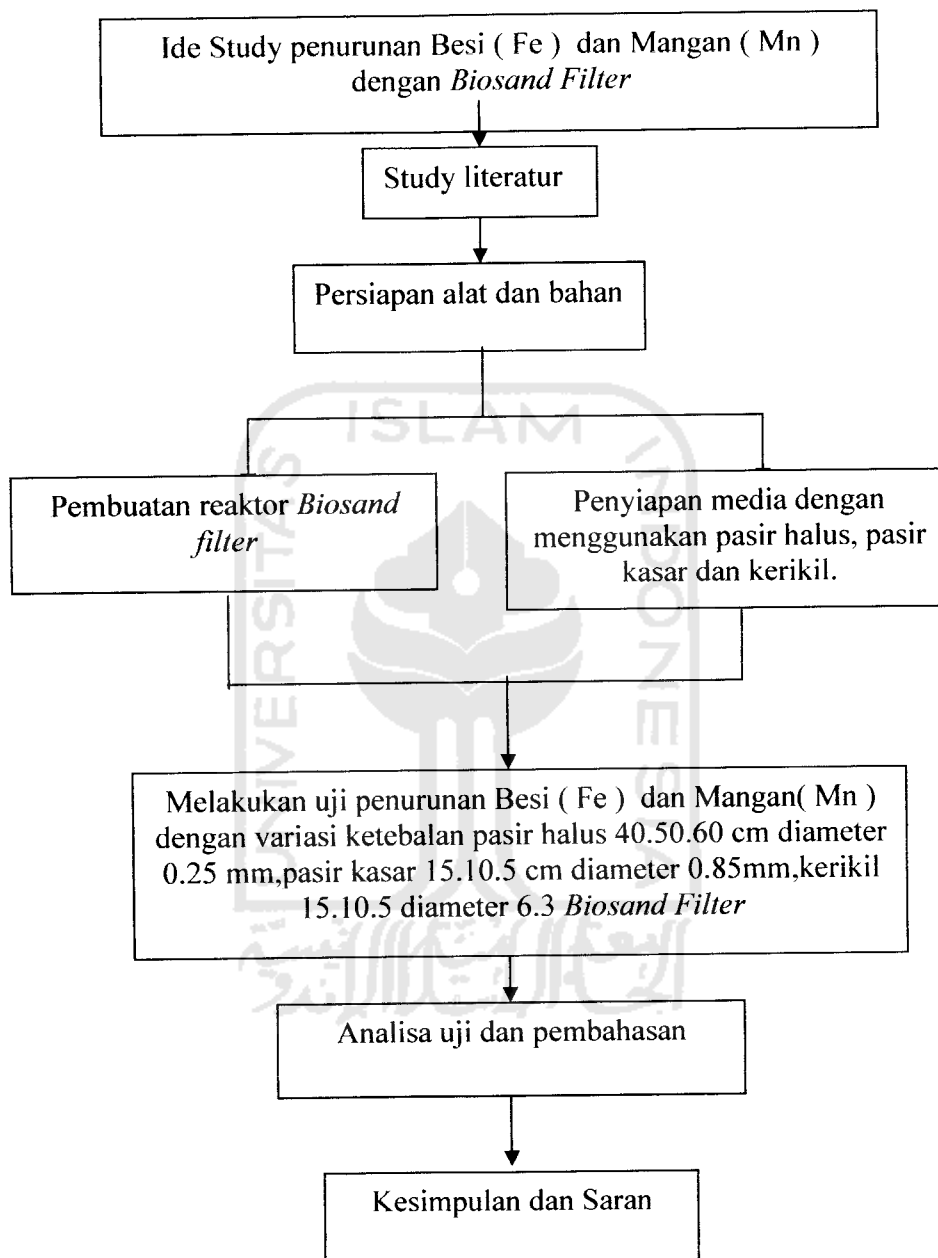 Ide Study penurunan Besi ( Fe )  dan Mangan ( Mn )
dengan Biosand Filter
Study literatur
Persiapan alat dan bahan
Pembuatan reaktor Biosand
filter
Penyiapan media dengan
menggunakan pasir halus, pasir
kasar dan kerikil.
Melakukan uji penurunan Besi ( Fe )  dan Mangan( Mn )
dengan variasi ketebalan pasir halus 40.50.60 cm diameter
0.25 mm,pasir kasar 15.10.5 cm diameter 0.85mm,kerikil
15.10.5 diameter 6.3 Biosand Filter
Analisa uji dan pembahasan
Kesimpulan dan Saran
UNIVERSITAS
ISLAM
INDONESIA